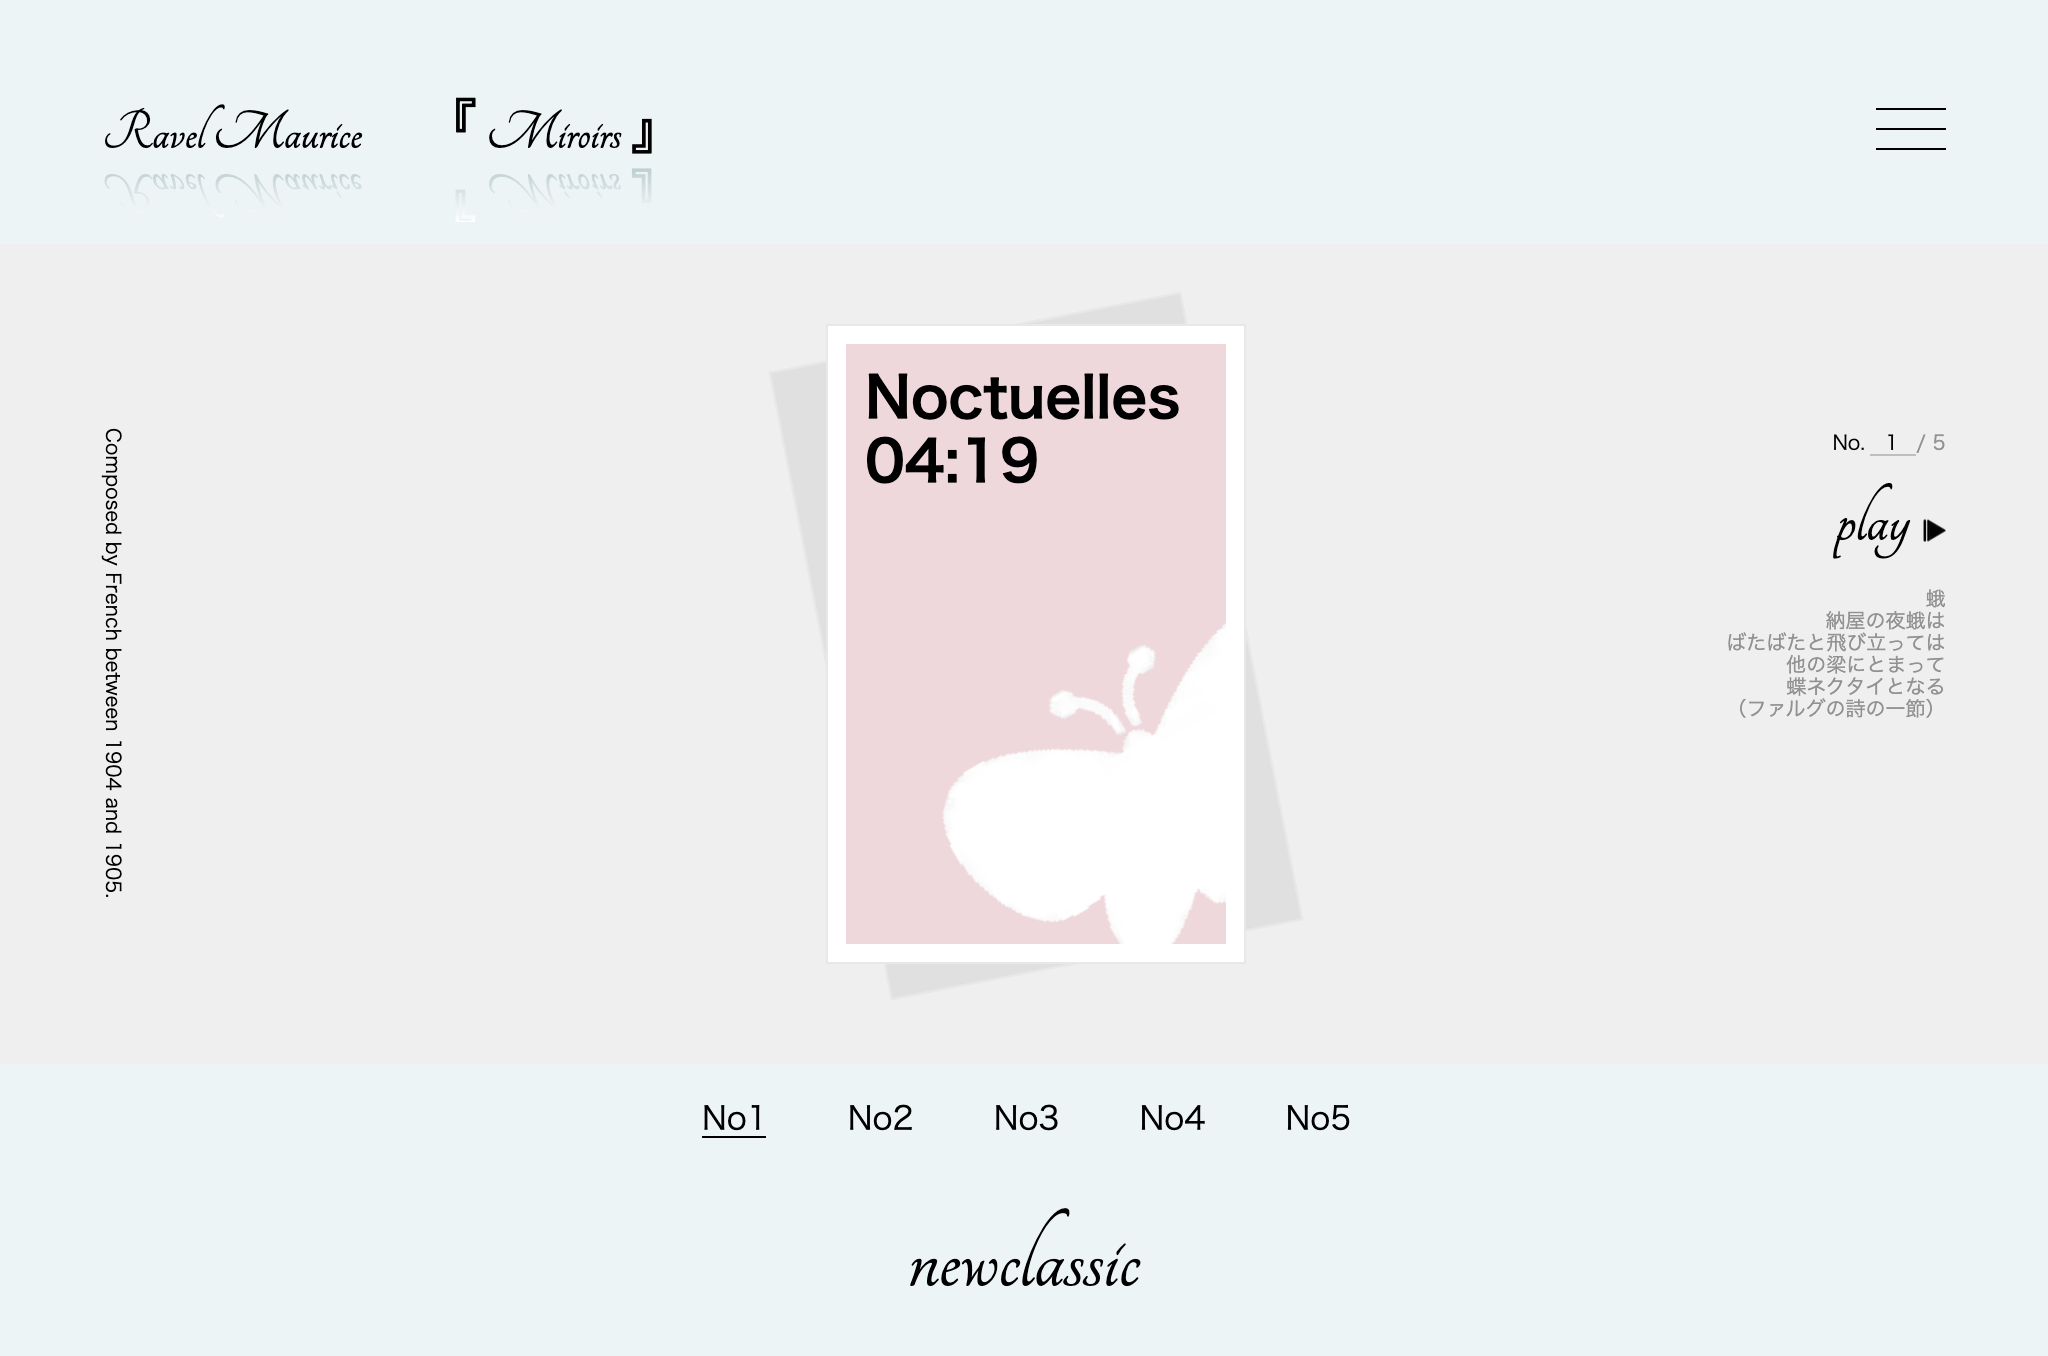 Ravel Maurice
『 Miroirs 』
Composed by French between 1904 and 1905.
Noctuelles
04:19
No. 1 / 5
play
蛾
納屋の夜蛾は
ばたばたと飛び立っては
他の梁にとまって
蝶ネクタイとなる
（ファルグの詩の一節）
No1 No2 No3 No4 No5
newclassic